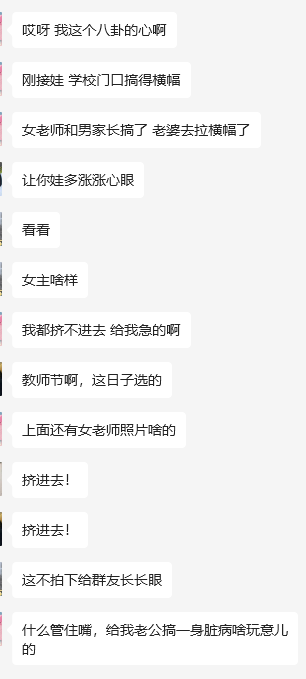 哎呀 我这个八卦的心啊
刚接娃 学校门口搞得横幅
女老师和男家长搞了 老婆去拉横幅了
让你娃多涨涨心眼
看看
女主啥样
我都挤不进去 给我急的啊
教师节啊，这日子选的
上面还有女老师照片啥的
挤进去！
挤进去！
这不拍下给群友长长眼
什么管住嘴，给我老公搞一身脏病啥玩意儿
的